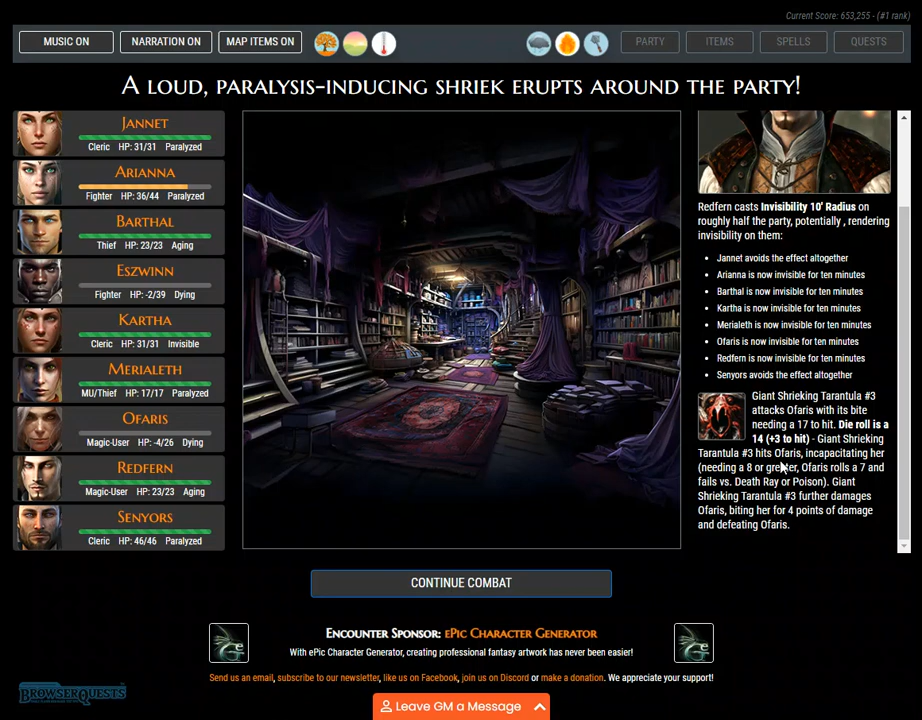 Current Score: 653,255 - (#1 rank)
MUSIC ON
NARRATION ON
MAP ITEMS ON
PARTY
ITEMS
SPELLS
QUESTS
A loud, paralysis-inducing shriek erupts around the party!
Jannet
Cleric HP: 31/31 Paralyzed
Arianna
Fighter HP: 36/44 Paralyzed
Barthal
Thief HP: 23/23 Aging
Eszwinn
Fighter HP: -2/39 Dying
Kartha
Cleric HP: 31/31 Invisible
Merialeth
MU/Thief HP: 17/17 Paralyzed
Ofaris
Magic-User HP: -4/26 Dying
Redfern
Magic-User HP: 23/23 Aging
Senyors
Cleric HP: 46/46 Paralyzed
Redfern casts Invisibility 10' Radius on
roughly half the party, potentially , rendering
invisibility on them:
• Jannet avoids the effect altogether
• Arianna is now invisible for ten minutes
• Barthal is now invisible for ten minutes
• Kartha is now invisible for ten minutes
• Merialeth is now invisible for ten minutes
• Ofaris is now invisible for ten minutes
• Redfern is now invisible for ten minutes
• Senyors avoids the effect altogether
Giant Shrieking Tarantula #3
attacks Ofaris with its bite
needing a 17 to hit. Die roll is a
14 (+3 to hit) - Giant Shrieking
Tarantula #3 hits Ofaris, incapacitating her
(needing a 8 or greater, Ofaris rolls a 7 and
fails vs. Death Ray or Poison). Giant
Shrieking Tarantula #3 further damages
Ofaris, biting her for 4 points of damage
and defeating Ofaris.
CONTINUE COMBAT
Encounter Sponsor: ePic Character Generator
With ePic Character Generator, creating professional fantasy artwork has never been easier!
Send us an email, subscribe to our newsletter, like us on Facebook, join us on Discord or make a donation. We appreciate your support!
BrowserQuests
Leave GM a Message